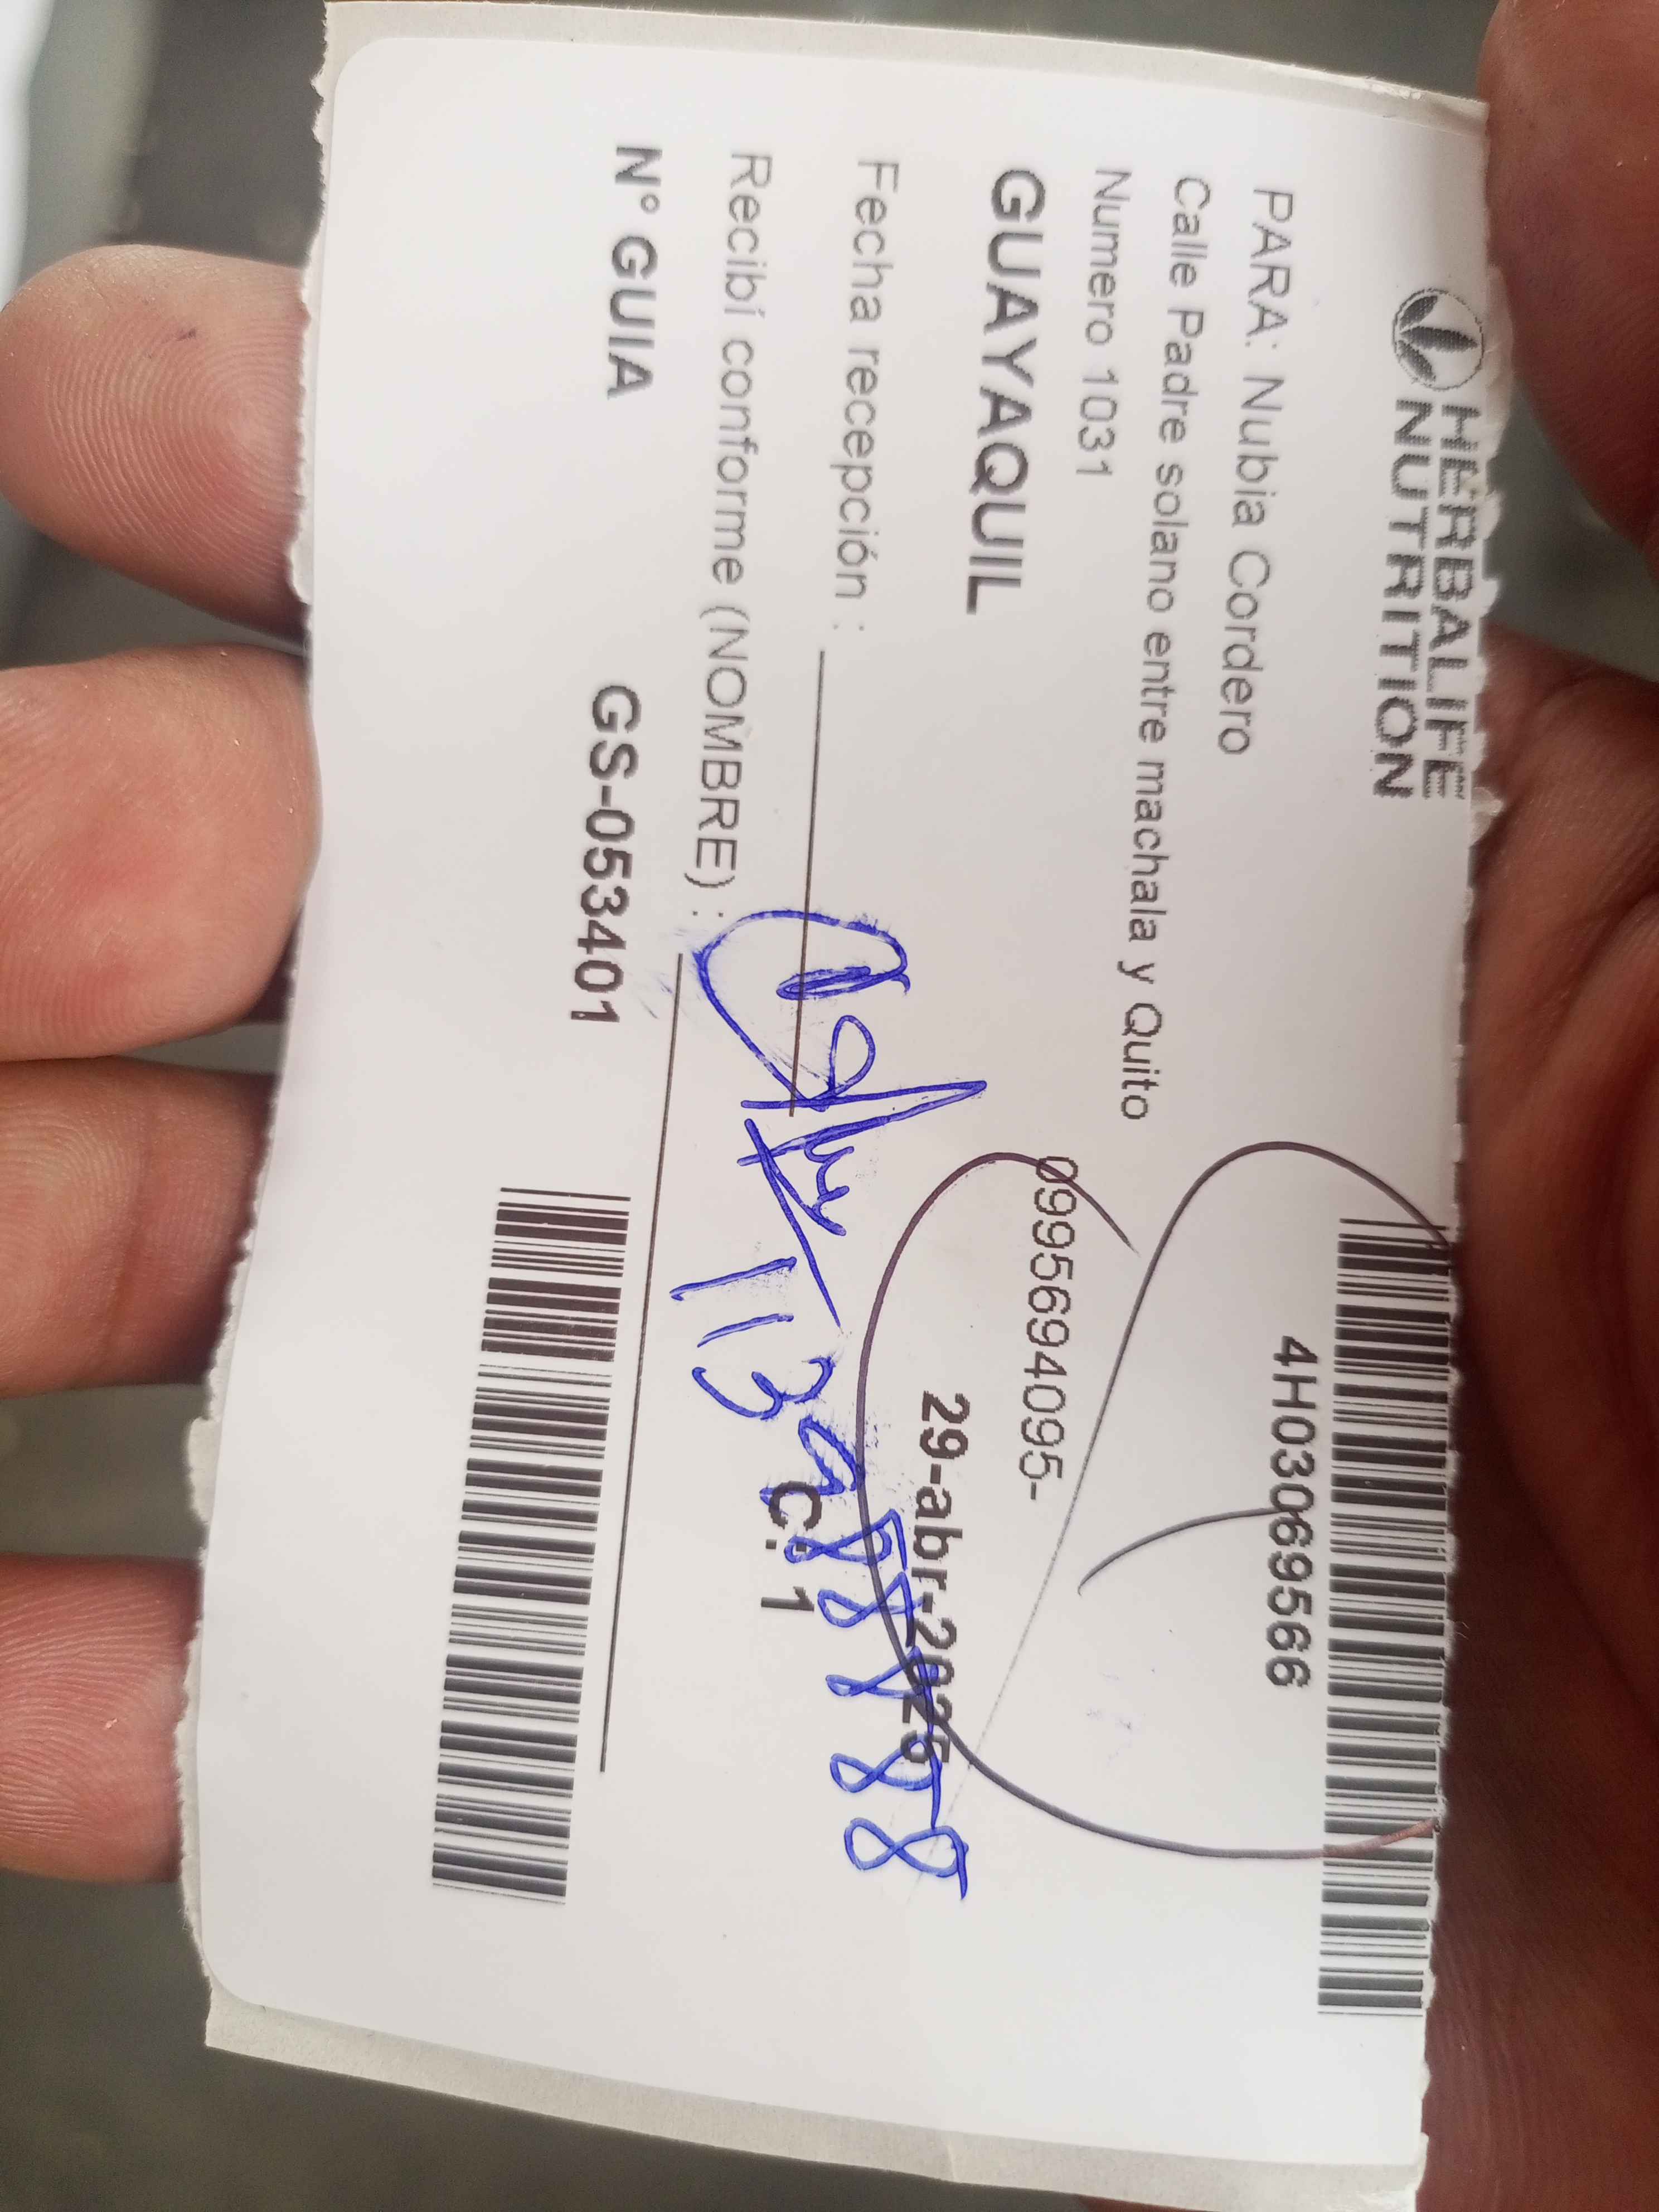 HERBALIFE
NUTRITION
4H03069566
PARA: Nubia Cordero
Calle Padre solano entre machala y Quito
Numero 1031
0995694095-
GUAYAQUIL
29-abr-2025
Fecha recepción :
Recibí conforme (NOMBRE) :
C: 1
N° GUIA GS-053401